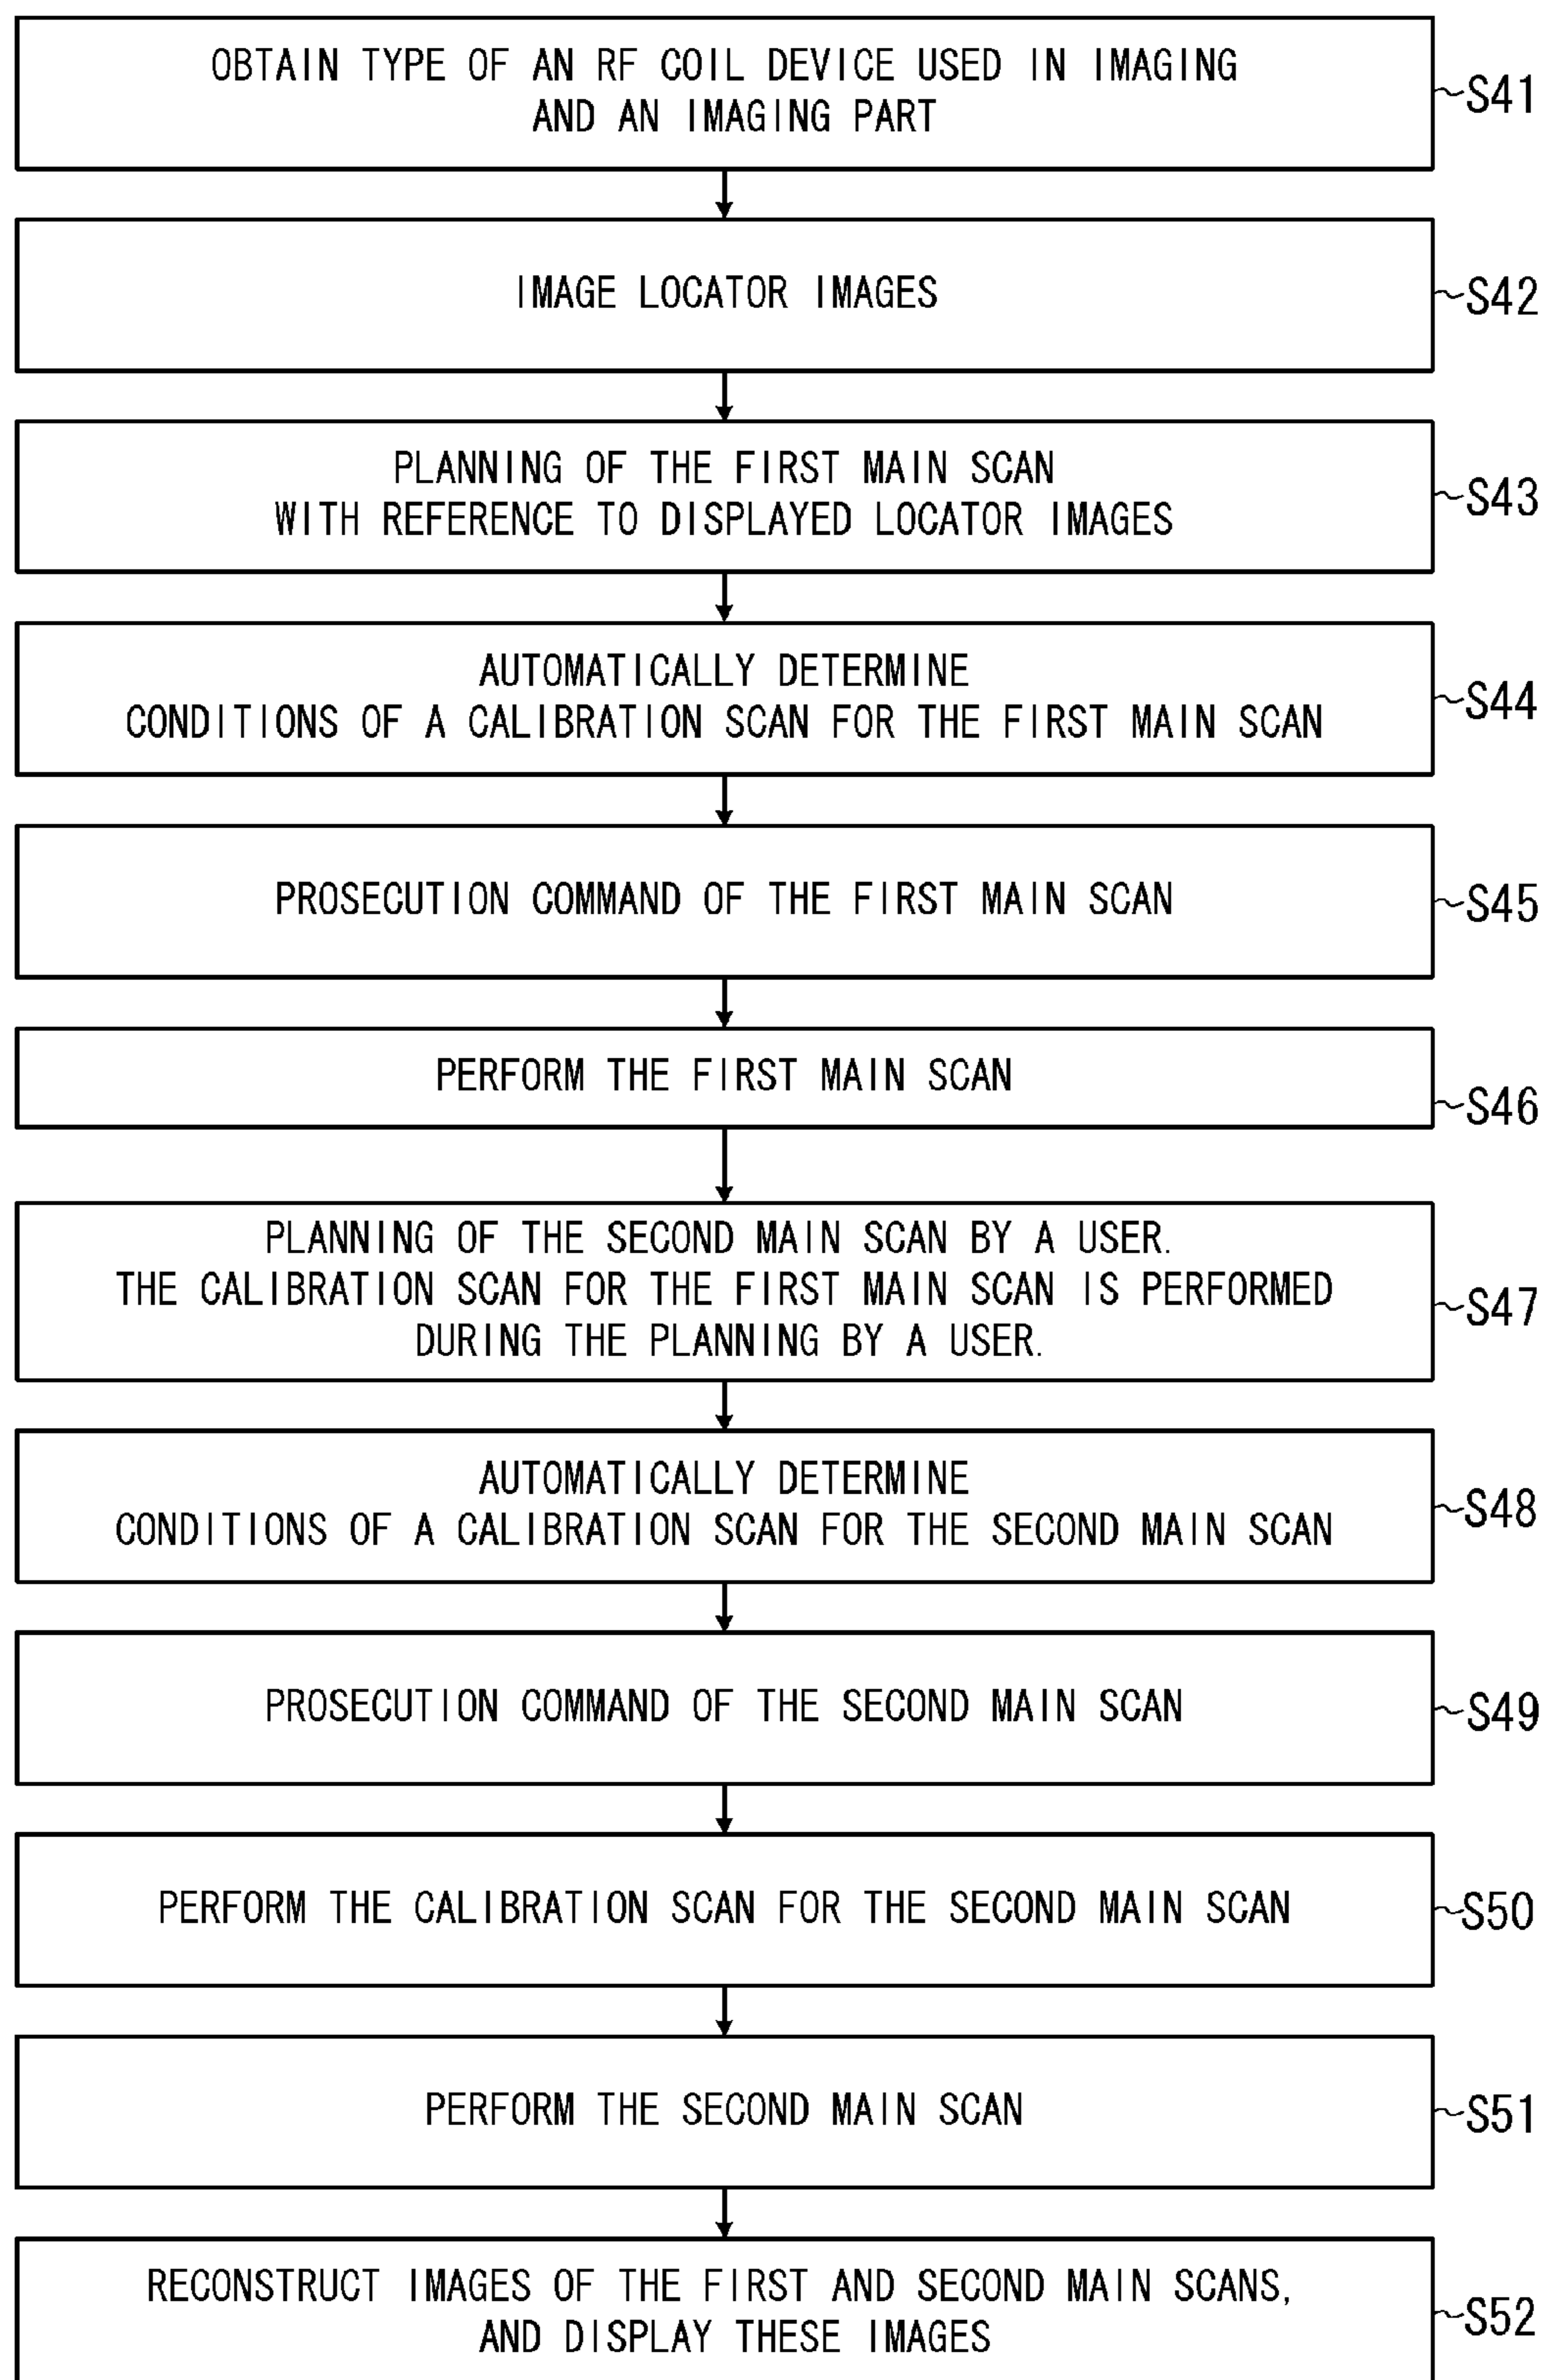 OBTAIN TYPE OF AN RF COIL DEVICE USED IN IMAGING
AND AN IMAGING PART
S41
IMAGE LOCATOR IMAGES
S42
PLANNING OF THE FIRST MAIN SCAN
WITH REFERENCE TO DISPLAYED LOCATOR IMAGES
S43
AUTOMATICALLY DETERMINE
CONDITIONS OF A CALIBRATION SCAN FOR THE FIRST MAIN SCAN
S44
PROSECUTION COMMAND OF THE FIRST MAIN SCAN
S45
PERFORM THE FIRST MAIN SCAN
S46
PLANNING OF THE SECOND MAIN SCAN BY A USER.
THE CALIBRATION SCAN FOR THE FIRST MAIN SCAN IS PERFORMED
DURING THE PLANNING BY A USER.
S47
AUTOMATICALLY DETERMINE
CONDITIONS OF A CALIBRATION SCAN FOR THE SECOND MAIN SCAN
S48
PROSECUTION COMMAND OF THE SECOND MAIN SCAN
S49
PERFORM THE CALIBRATION SCAN FOR THE SECOND MAIN SCAN
S50
PERFORM THE SECOND MAIN SCAN
S51
RECONSTRUCT IMAGES OF THE FIRST AND SECOND MAIN SCANS,
AND DISPLAY THESE IMAGES
S52